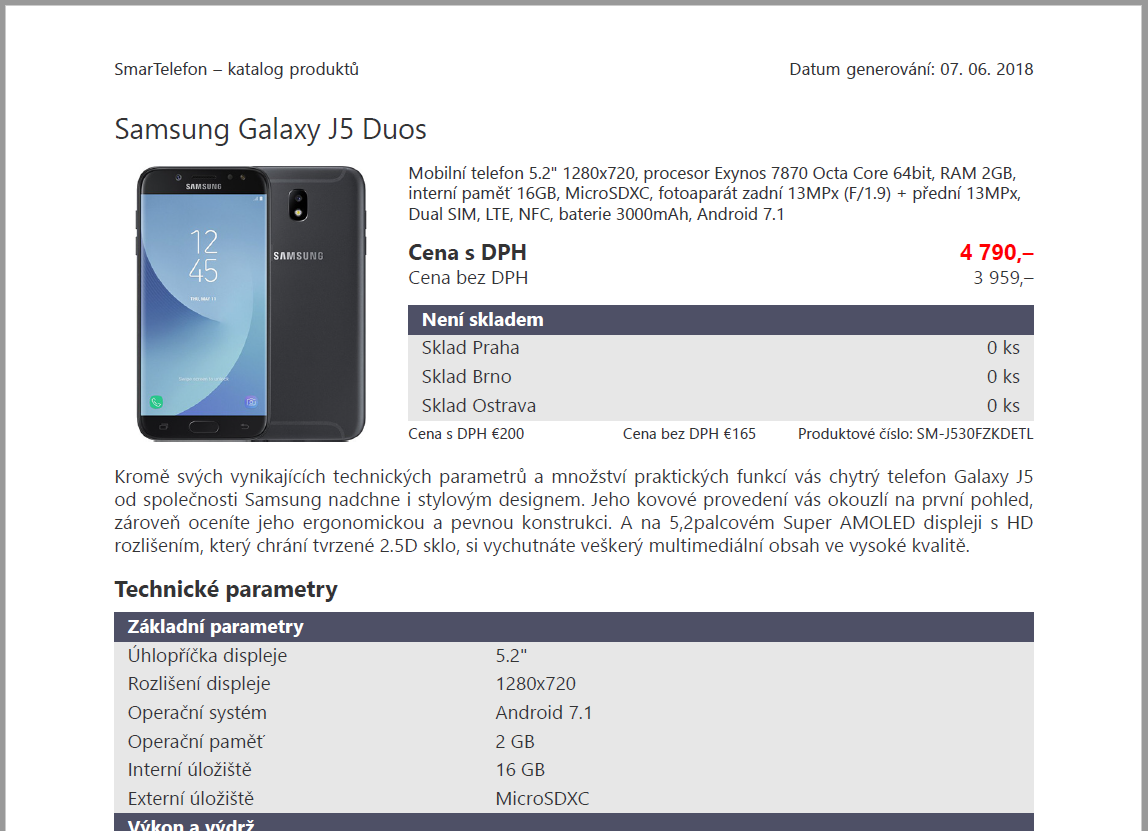 SmarTelefon – katalog produktů
Datum generování: 07. 06. 2018
Samsung Galaxy J5 Duos
SAMSUNG
12
45
SAMSUNG
Mobilní telefon 5.2" 1280x720, procesor Exynos 7870 Octa Core 64bit, RAM 2GB,
interní paměť 16GB, MicroSDXC, fotoaparát zadní 13MPx (F/1.9) + přední 13MPx,
Dual SIM, LTE, NFC, baterie 3000mAh, Android 7.1
Cena s DPH 4 790,–
Cena bez DPH 3 959,–
Není skladem
Sklad Praha 0 ks
Sklad Brno 0 ks
Sklad Ostrava 0 ks
Cena s DPH €200 Cena bez DPH €165 Produktové číslo: SM-J530FZKDETL
Kromě svých vynikajících technických parametrů a množství praktických funkcí vás chytrý telefon Galaxy J5
od společnosti Samsung nadchne i stylovým designem. Jeho kovové provedení vás okouzlí na první pohled,
zároveň oceníte jeho ergonomickou a pevnou konstrukci. A na 5,2palcovém Super AMOLED displeji s HD
rozlišením, který chrání tvrzené 2.5D sklo, si vychutnáte veškerý multimediální obsah ve vysoké kvalitě.
Technické parametry
Základní parametry
Úhlopříčka displeje 5.2"
Rozlišení displeje 1280x720
Operační systém Android 7.1
Operační paměť 2 GB
Interní úložiště 16 GB
Externí úložiště MicroSDXC
Výkon a výdrž